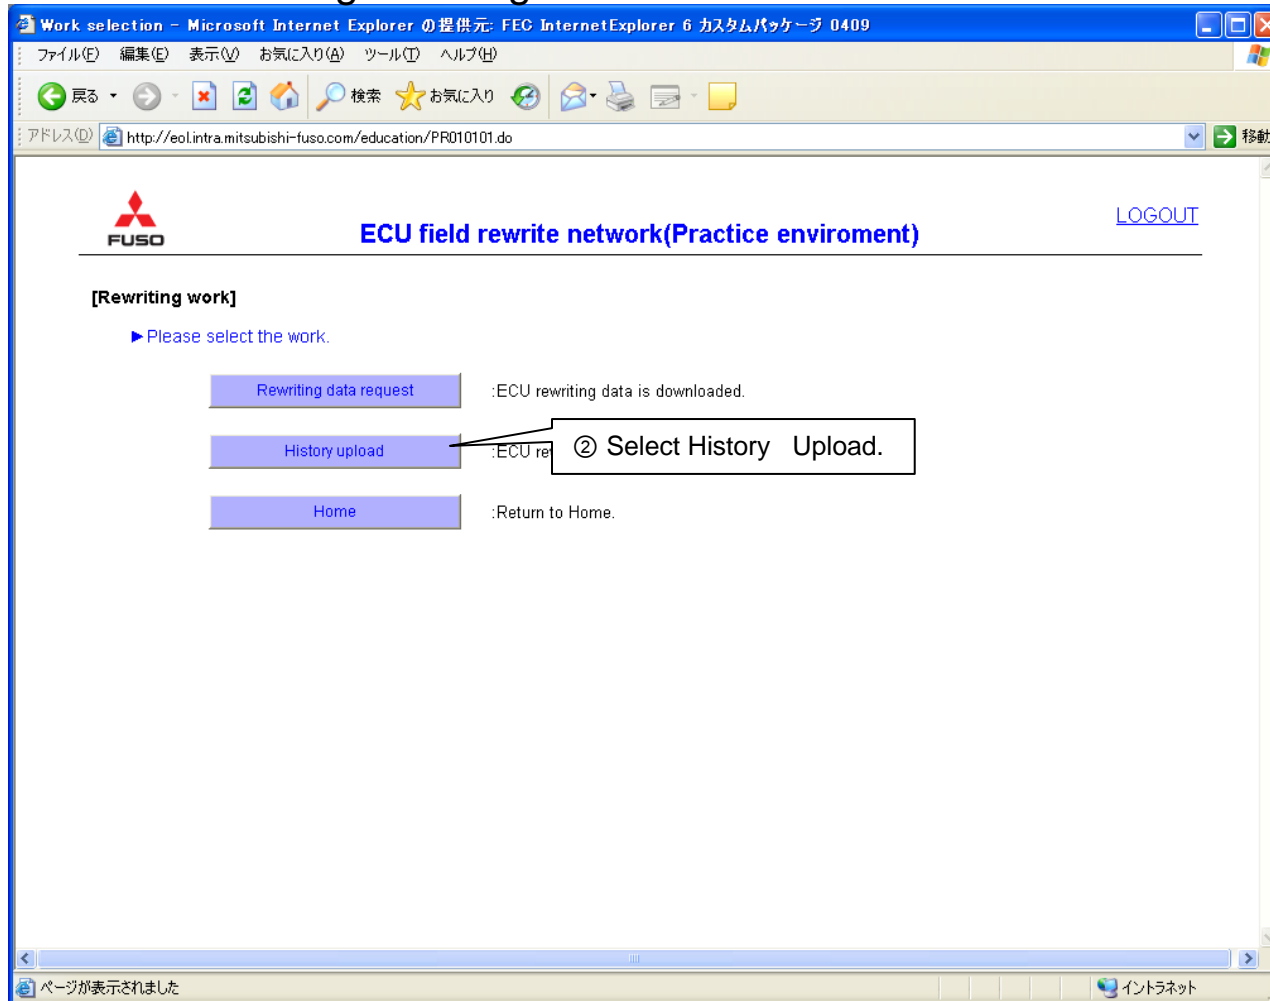 Work selection - Microsoft Internet Explorer の提供元: FEC InternetExplorer 6 カスタムパッケージ 0409
ファイル(F) 編集(E) 表示(V) お気に入り(A) ツール(T) ヘルプ(H)
戻る 検索 お気に入り
アドレス(D) http://eol.intra.mitsubishi-fuso.com/education/PR010101.do 移動
FUSO
ECU field rewrite network(Practice enviroment)
LOGOUT
[Rewriting work]
►Please select the work.
Rewriting data request :ECU rewriting data is downloaded.
History upload :ECU re
② Select History Upload.
Home :Return to Home.
ページが表示されました イントラネット